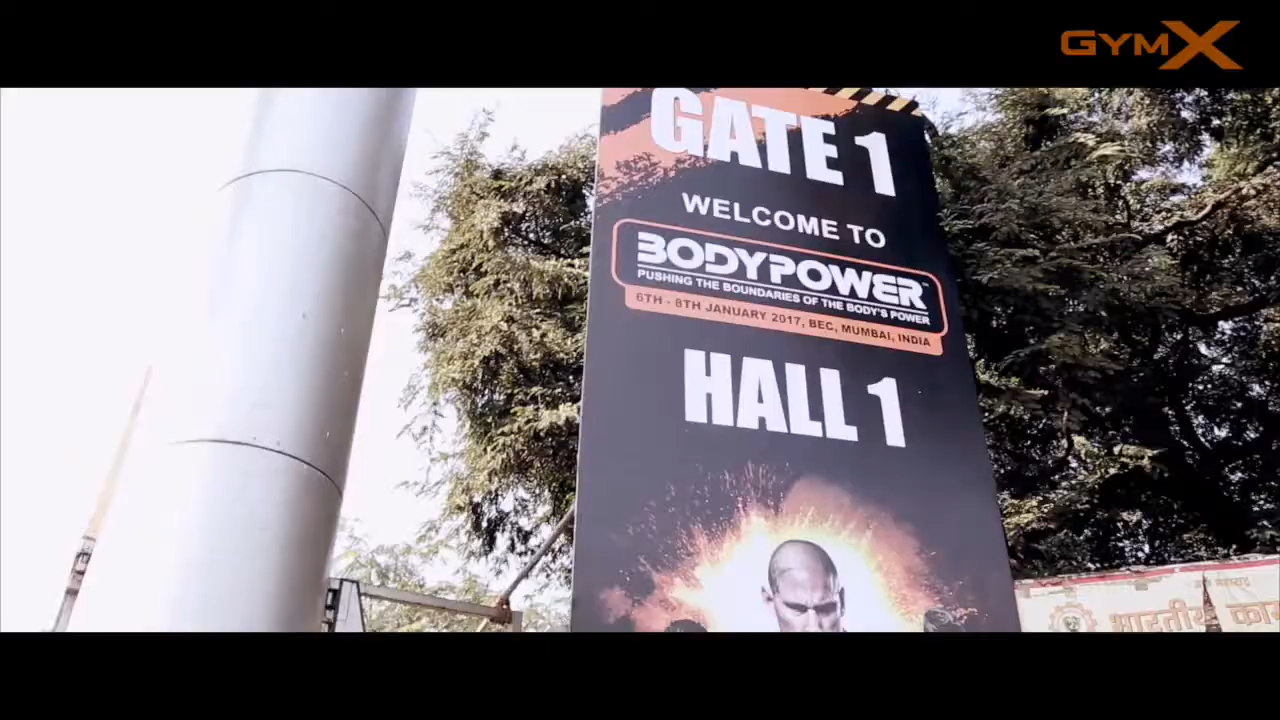 GYMX
GATE 1
WELCOME TO
BODYPOWER™
PUSHING THE BOUNDARIES OF THE BODY'S POWER
6TH - 8TH JANUARY 2017, BEC, MUMBAI, INDIA
HALL 1
भारतीय